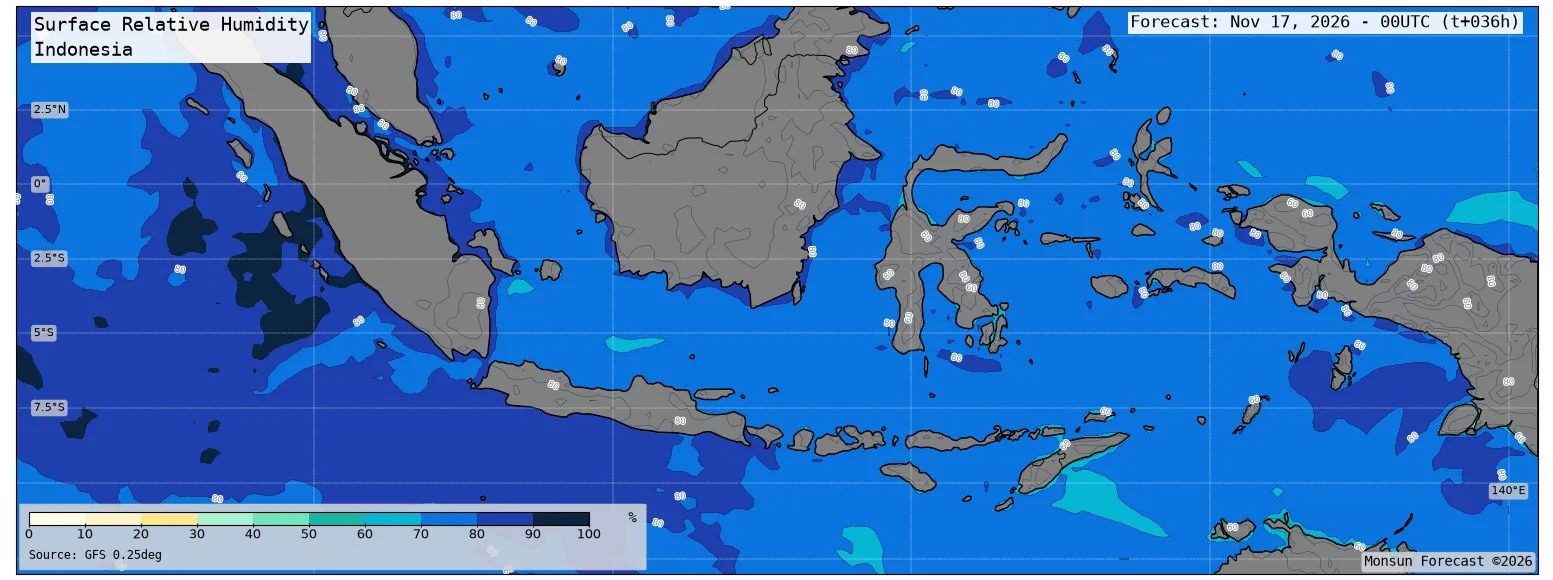 Surface Relative Humidity
Indonesia
Forecast: Nov 17, 2026 - 00UTC (t+036h)
2.5°N
0°
2.5°S
5°S
7.5°S
140°E
%
0 10 20 30 40 50 60 70 80 90 100
Source: GFS 0.25deg
Monsun Forecast ©2026